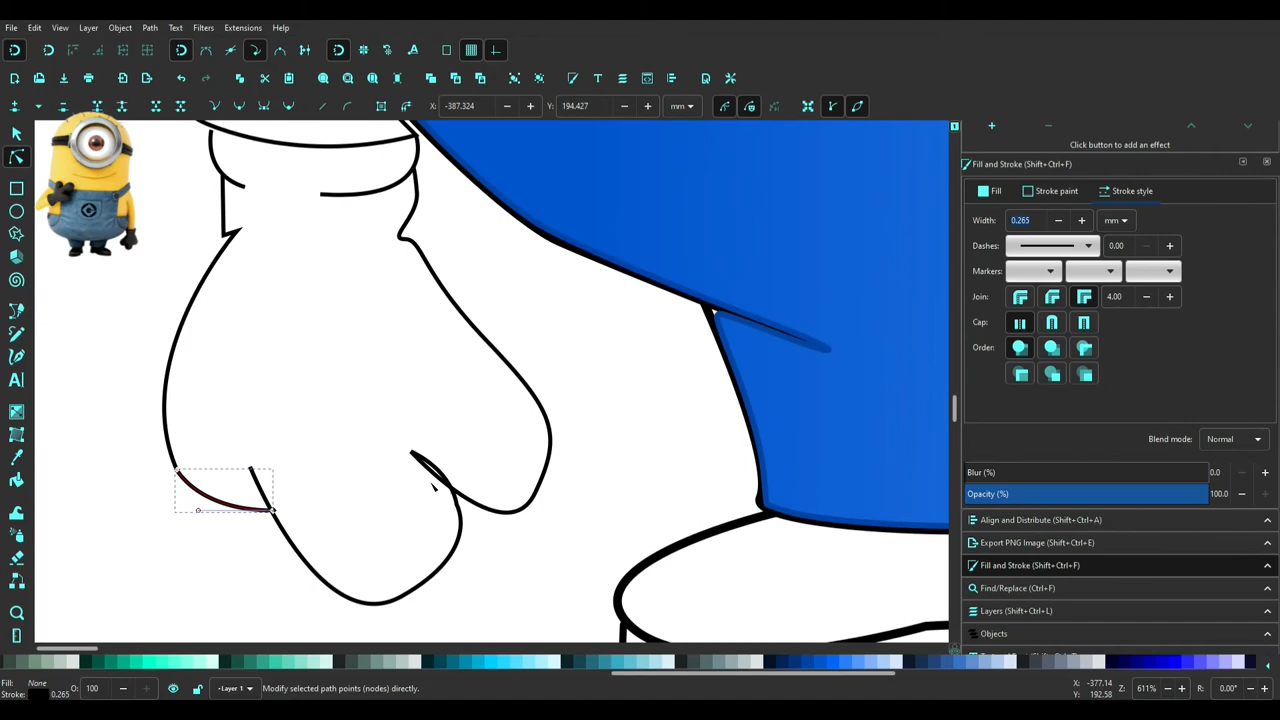 File Edit View Layer Object Path Text Filters Extensions Help
X: -387.324 Y: 194.427 mm
Click button to add an effect
Fill and Stroke (Shift+Ctrl+F)
Fill Stroke paint Stroke style
Width: 0.265 mm
Dashes: 0.00
Markers:
Join: 4.00
Cap:
Order:
Blend mode: Normal
Blur (%) 0.0
Opacity (%) 100.0
Align and Distribute (Shift+Ctrl+A)
Export PNG Image (Shift+Ctrl+E)
Fill and Stroke (Shift+Ctrl+F)
Find/Replace (Ctrl+F)
Layers (Shift+Ctrl+L)
Objects
Fill: None
Stroke: 0.265 O: 100 Layer 1 Modify selected path points (nodes) directly.
X: -377.14
Y: 192.58
Z: 611% R: 0.00°